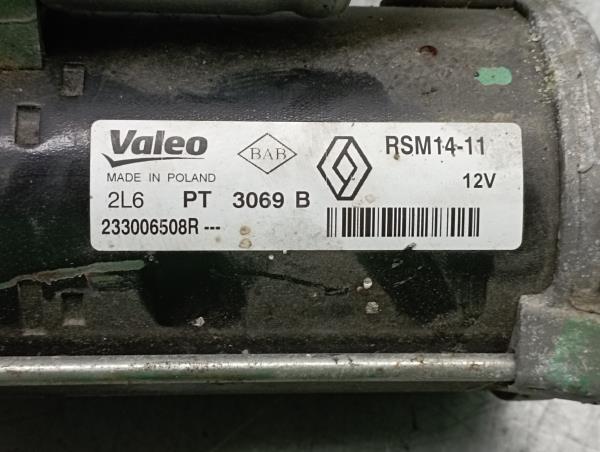 Valeo
BAB
RSM14-11
MADE IN POLAND
12V
2L6 PT 3069 B
233006508R ---